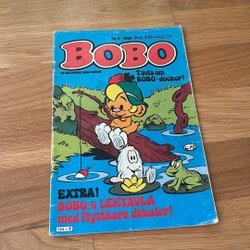 BOBO
Tävla om
BOBO-dockor!
EXTRA!
BOBO:s LEKTAVLA
med flyttbara dekaler!